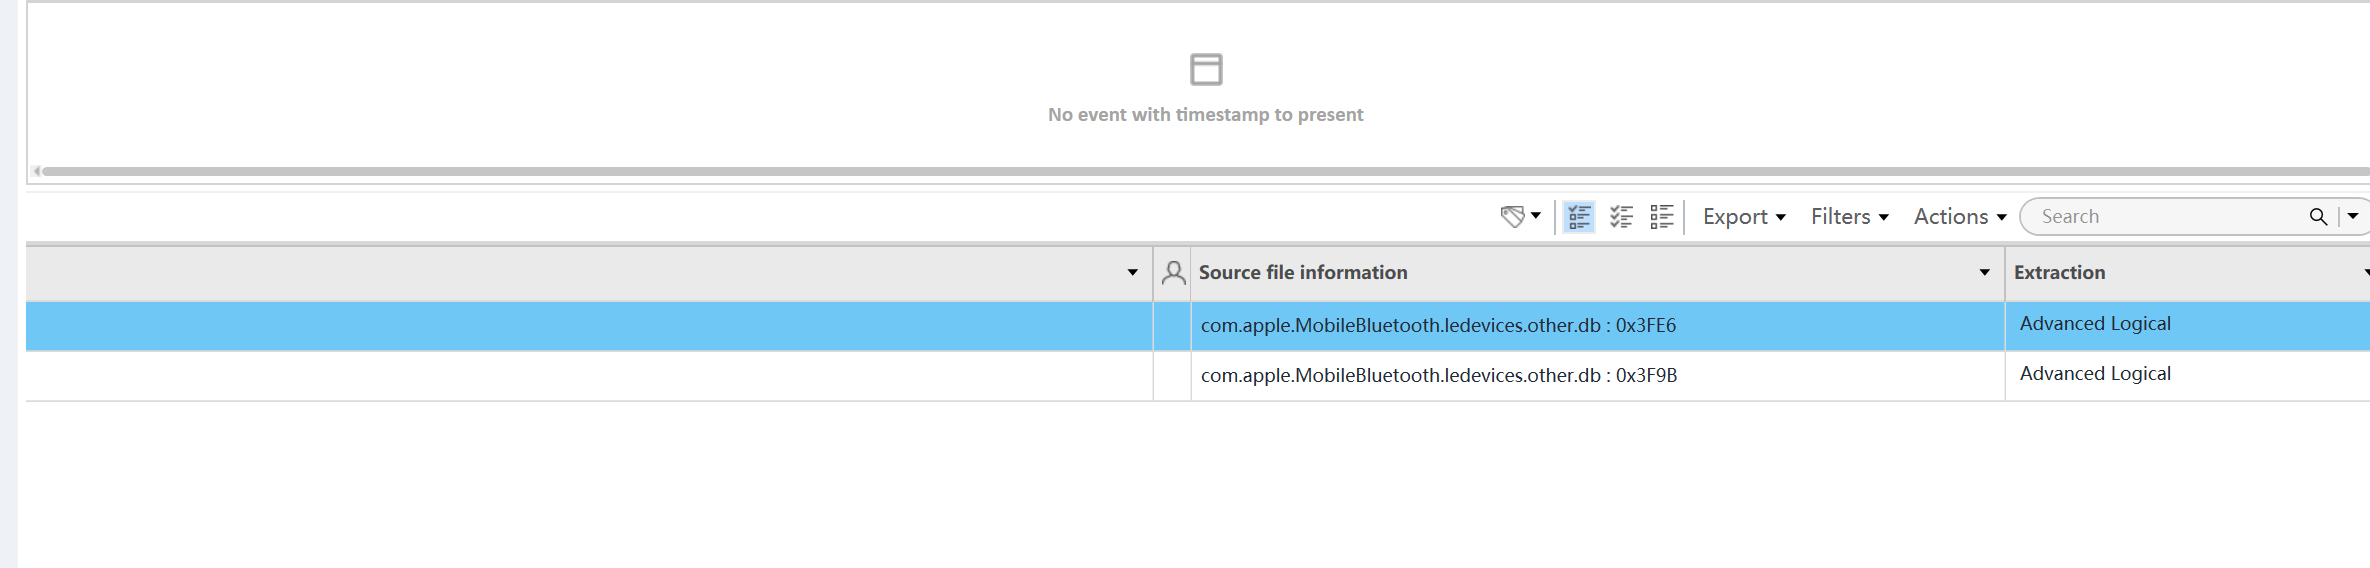 No event with timestamp to present
Export Filters Actions Search
Source file information Extraction
com.apple.MobileBluetooth.ledevices.other.db : 0x3FE6 Advanced Logical
com.apple.MobileBluetooth.ledevices.other.db : 0x3F9B Advanced Logical